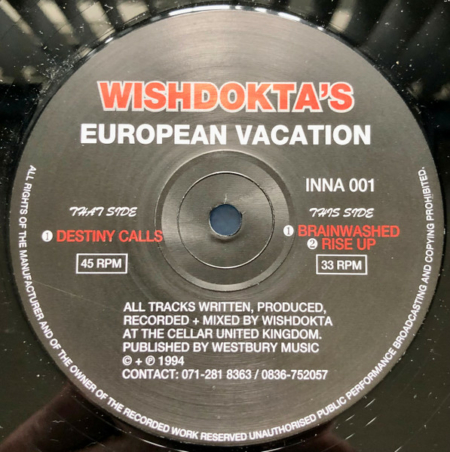 WISHDOKTA'S
EUROPEAN VACATION
INNA 001
THAT SIDE
❶ DESTINY CALLS
45 RPM
THIS SIDE
❶ BRAINWASHED
❷ RISE UP
33 RPM
ALL TRACKS WRITTEN, PRODUCED,
RECORDED + MIXED BY WISHDOKTA
AT THE CELLAR UNITED KINGDOM.
PUBLISHED BY WESTBURY MUSIC
© + ℗ 1994
CONTACT: 071-281 8363 / 0836-752057
ALL RIGHTS OF THE MANUFACTURER AND OF THE OWNER OF THE RECORDED WORK RESERVED UNAUTHORISED PUBLIC PERFORMANCE BROADCASTING AND COPYING PROHIBITED.